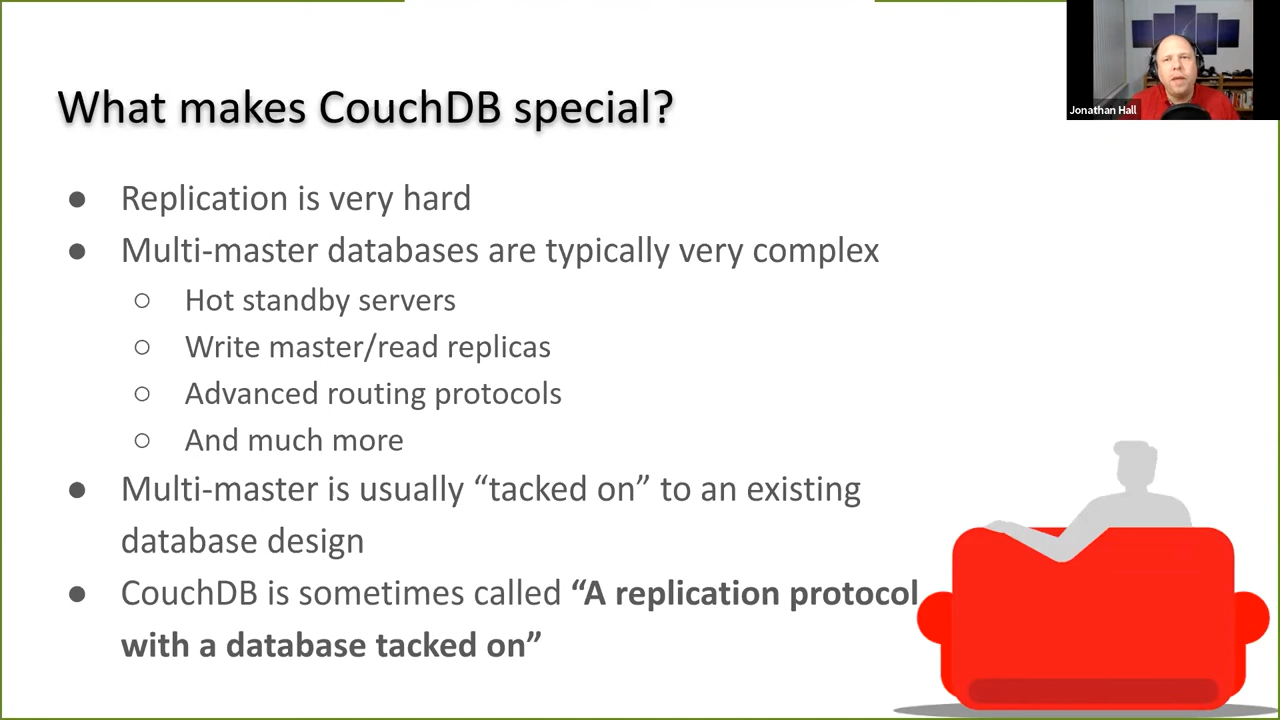 What makes CouchDB special?
Jonathan Hall
● Replication is very hard
● Multi-master databases are typically very complex
○ Hot standby servers
○ Write master/read replicas
○ Advanced routing protocols
○ And much more
● Multi-master is usually “tacked on” to an existing
database design
● CouchDB is sometimes called “A replication protocol
with a database tacked on”